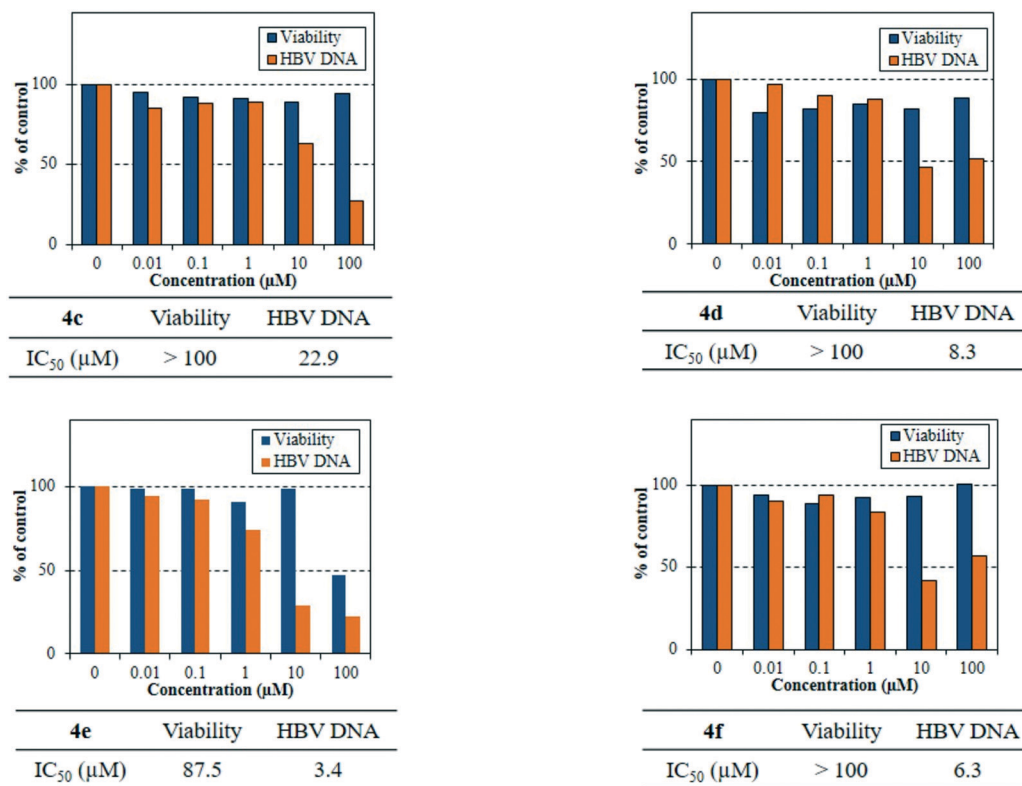 Viability
HBV DNA
% of control
100
50
0
0 0.01 0.1 1 10 100
Concentration (µM)
4c Viability HBV DNA
IC50 (µM) > 100 22.9
Viability
HBV DNA
% of control
100
50
0
0 0.01 0.1 1 10 100
Concentration (µM)
4d Viability HBV DNA
IC50 (µM) > 100 8.3
Viability
HBV DNA
% of control
100
50
0
0 0.01 0.1 1 10 100
Concentration (µM)
4e Viability HBV DNA
IC50 (µM) 87.5 3.4
Viability
HBV DNA
% of control
100
50
0
0 0.01 0.1 1 10 100
Concentration (µM)
4f Viability HBV DNA
IC50 (µM) > 100 6.3